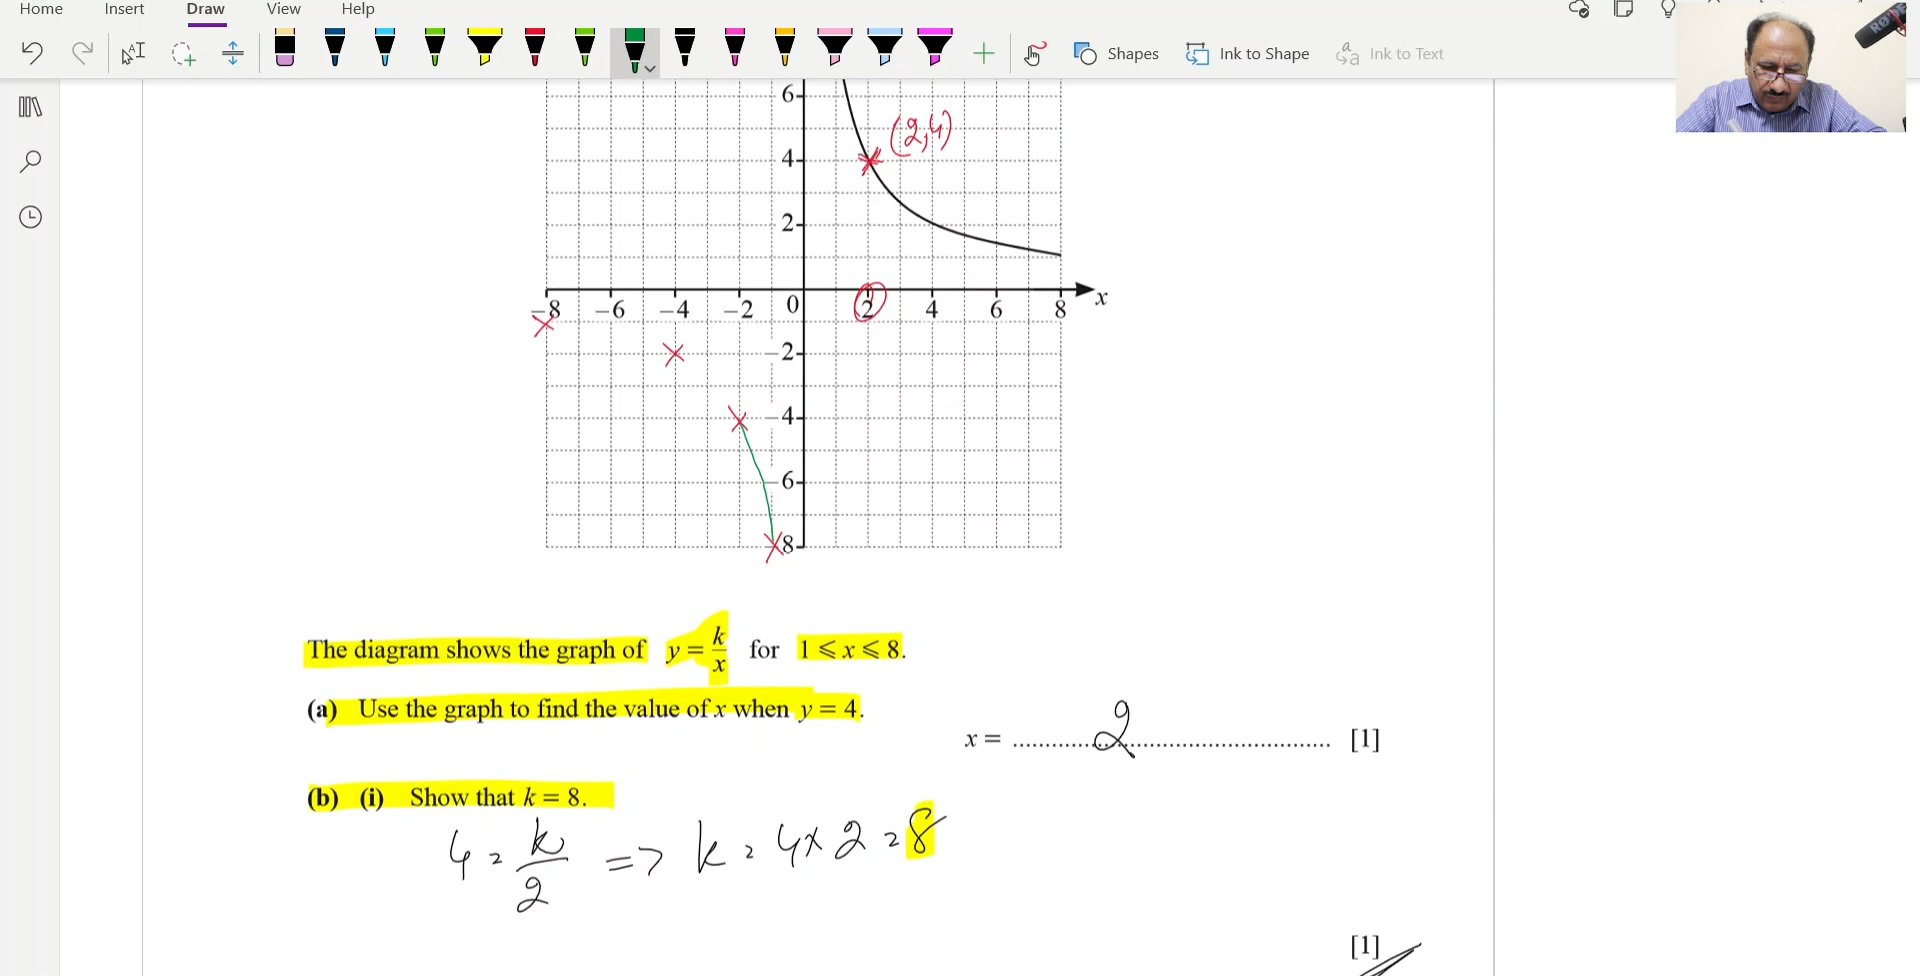 Home Insert Draw View Help
Shapes Ink to Shape Ink to Text
RODE
6
(2,4)
4
2
−8 −6 −4 −2 0 2 4 6 8 x
−2
−4
6
8
The diagram shows the graph of y = k/x for 1 ⩽ x ⩽ 8.
(a) Use the graph to find the value of x when y = 4.
x = .......... 2 .......... [1]
(b) (i) Show that k = 8.
4 = k/2 => k = 4 x 2 = 8
[1]